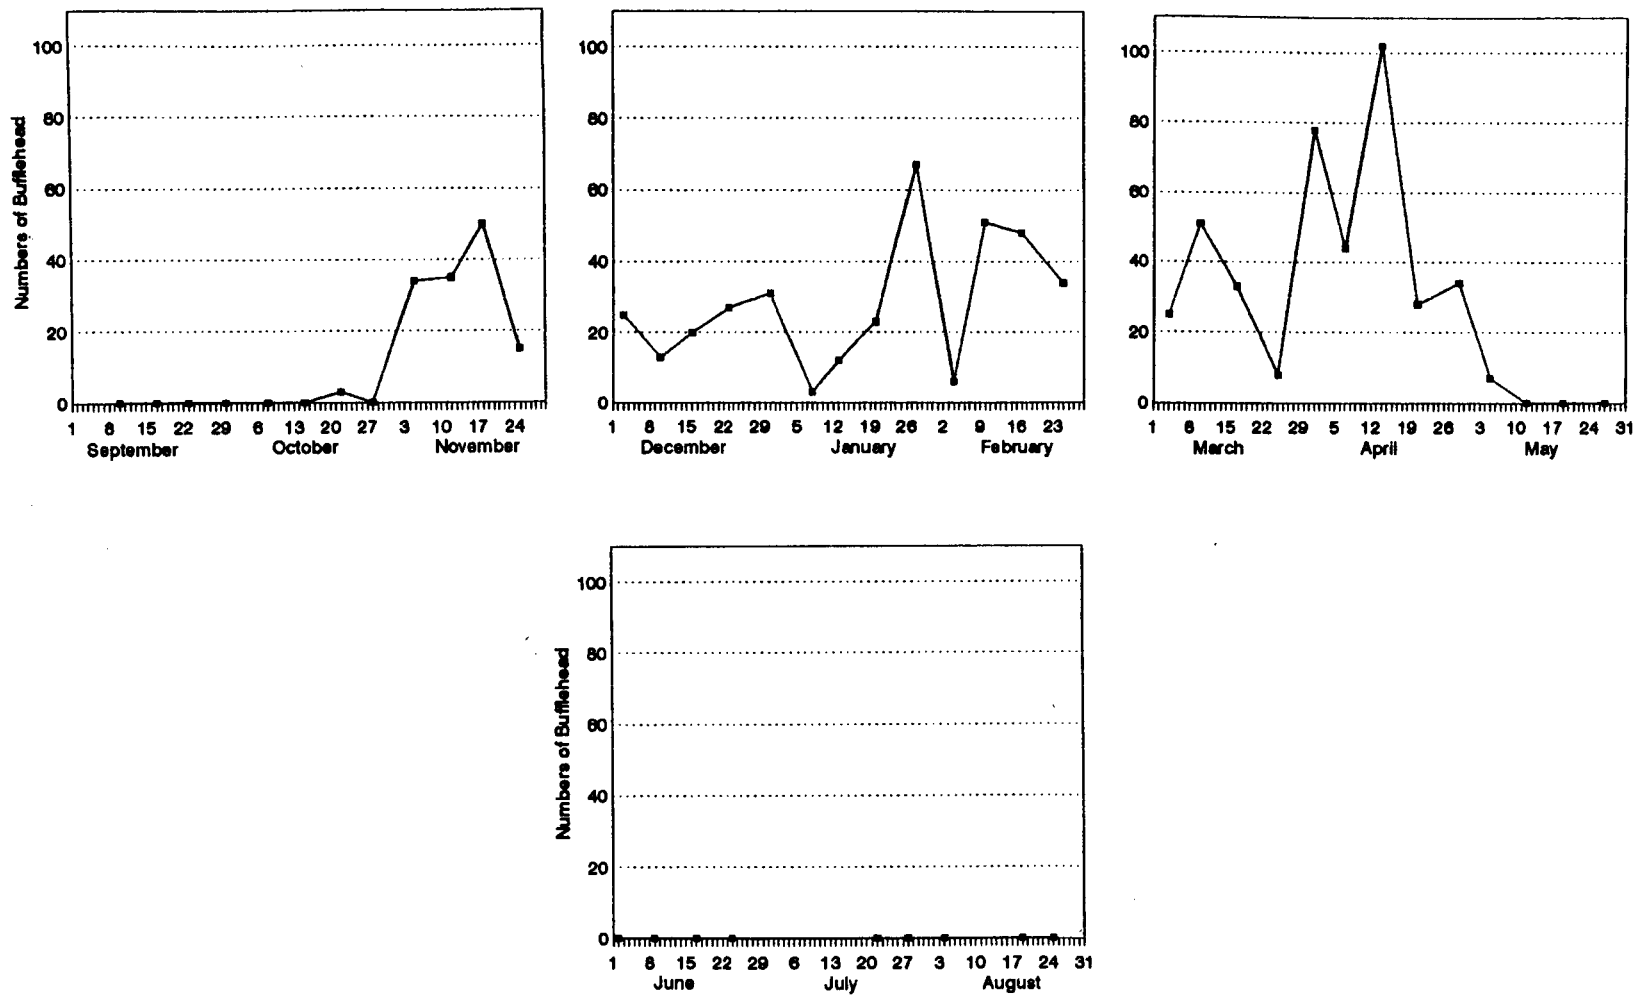 Numbers of Bufflehead
100
80
60
40
20
0
1 8 15 22 29 6 13 20 27 3 10 17 24
September October November
100
80
60
40
20
0
1 8 15 22 29 5 12 19 26 2 9 16 23
December January February
100
80
60
40
20
0
1 8 15 22 29 5 12 19 26 3 10 17 24 31
March April May
Numbers of Bufflehead
100
80
60
40
20
0
1 8 15 22 29 6 13 20 27 3 10 17 24 31
June July August